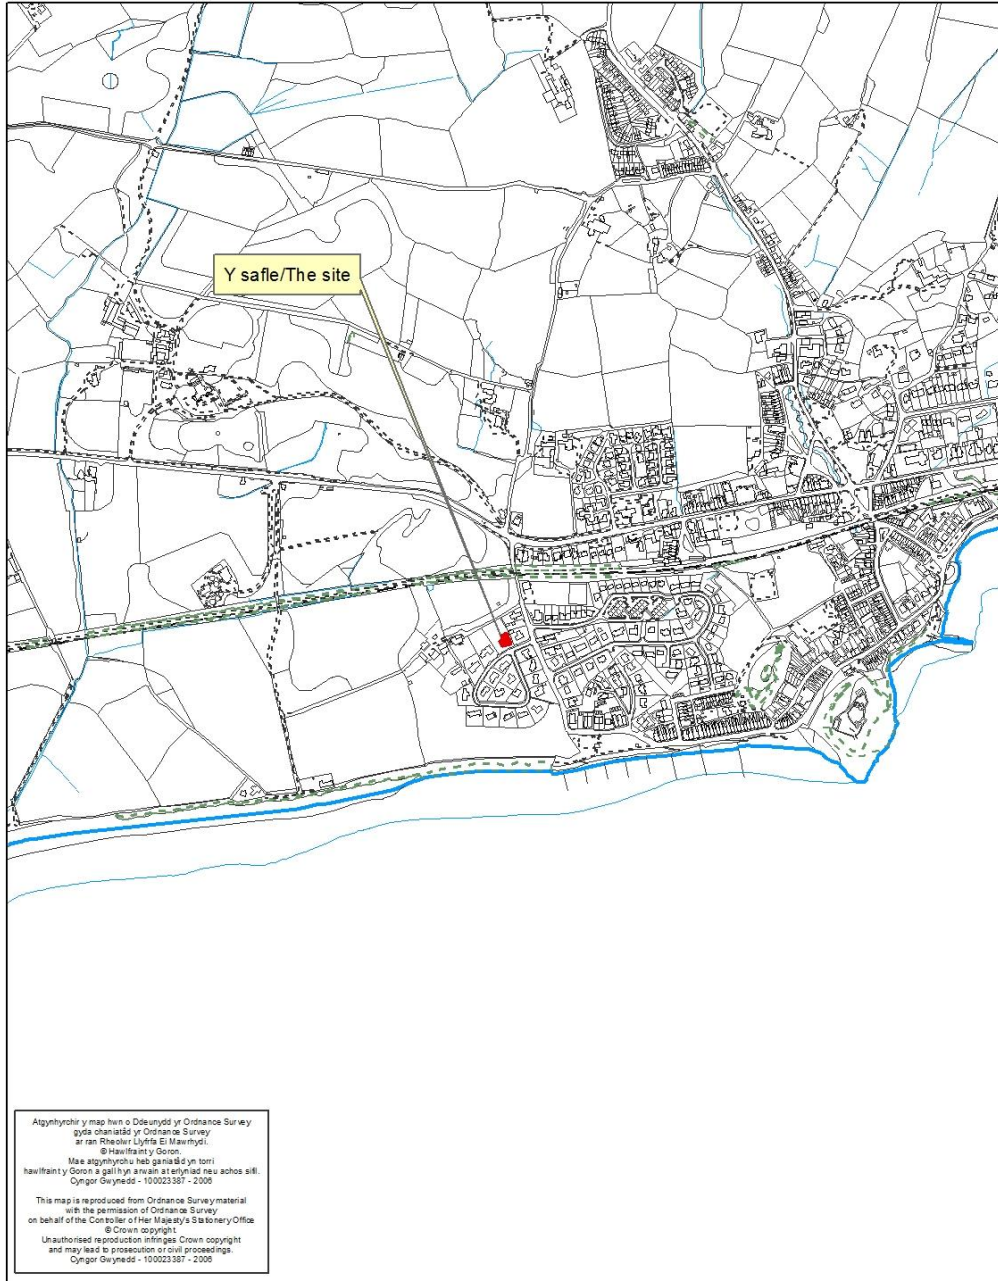 Y safle/The site
Atgynhyrchir y map hwn o Ddeunydd yr Ordnance Survey
gyda chaniatâd yr Ordnance Survey
ar ran Rheolwr Llyfrfa Ei Mawrhydi.
© Hawlfraint y Goron.
Mae atgynhyrchu heb ganiatâd yn torri
hawlfraint y Goron a gall hyn arwain at erlyniad neu achos sifil.
Cyngor Gwynedd - 100023387 - 2006
This map is reproduced from Ordnance Survey material
with the permission of Ordnance Survey
on behalf of the Controller of Her Majesty's Stationery Office
© Crown copyright.
Unauthorised reproduction infringes Crown copyright
and may lead to prosecution or civil proceedings.
Cyngor Gwynedd - 100023387 - 2006